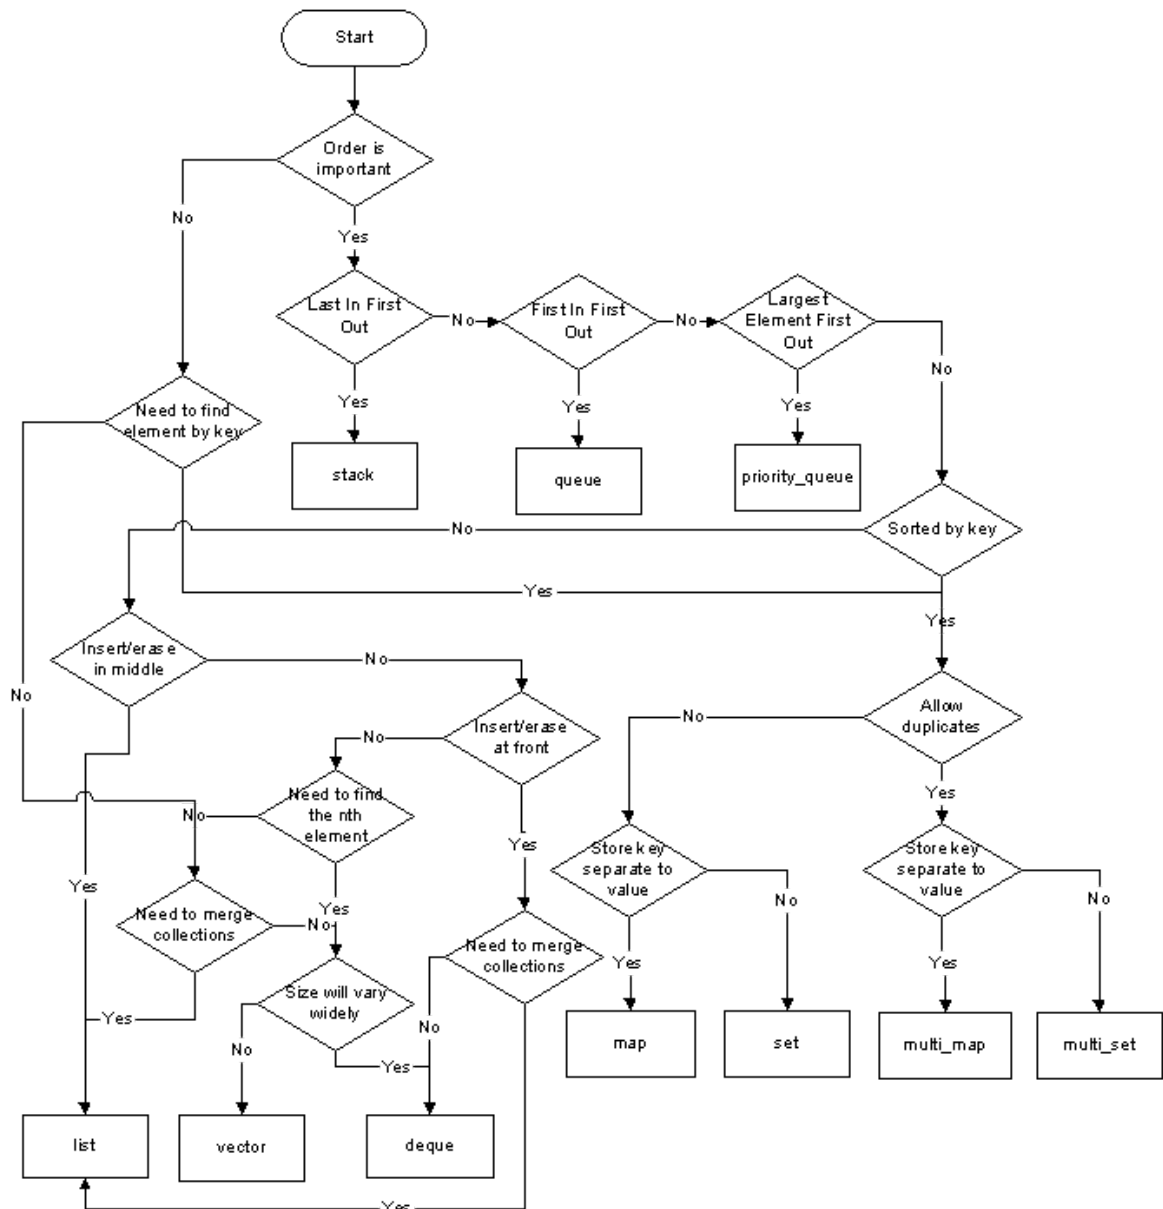 Start
Order is
important
No
Yes
Last In First
Out
No
First In First
Out
No
Largest
Element First
Out
No
Yes
Yes
Yes
Need to find
element by key
stack
queue
priority_queue
No
Sorted by key
Yes
Yes
Insert/erase
in middle
No
No
Insert/erase
at front
No
No
Allow
duplicates
Need to find
the nth
element
No
Yes
Yes
Store key
separate to
value
Store key
separate to
value
Yes
Yes
No
No
Need to merge
collections
No
Need to merge
collections
Yes
Yes
Size will vary
widely
Yes
No
No
map
set
multi_map
multi_set
Yes
list
vector
deque
Yes